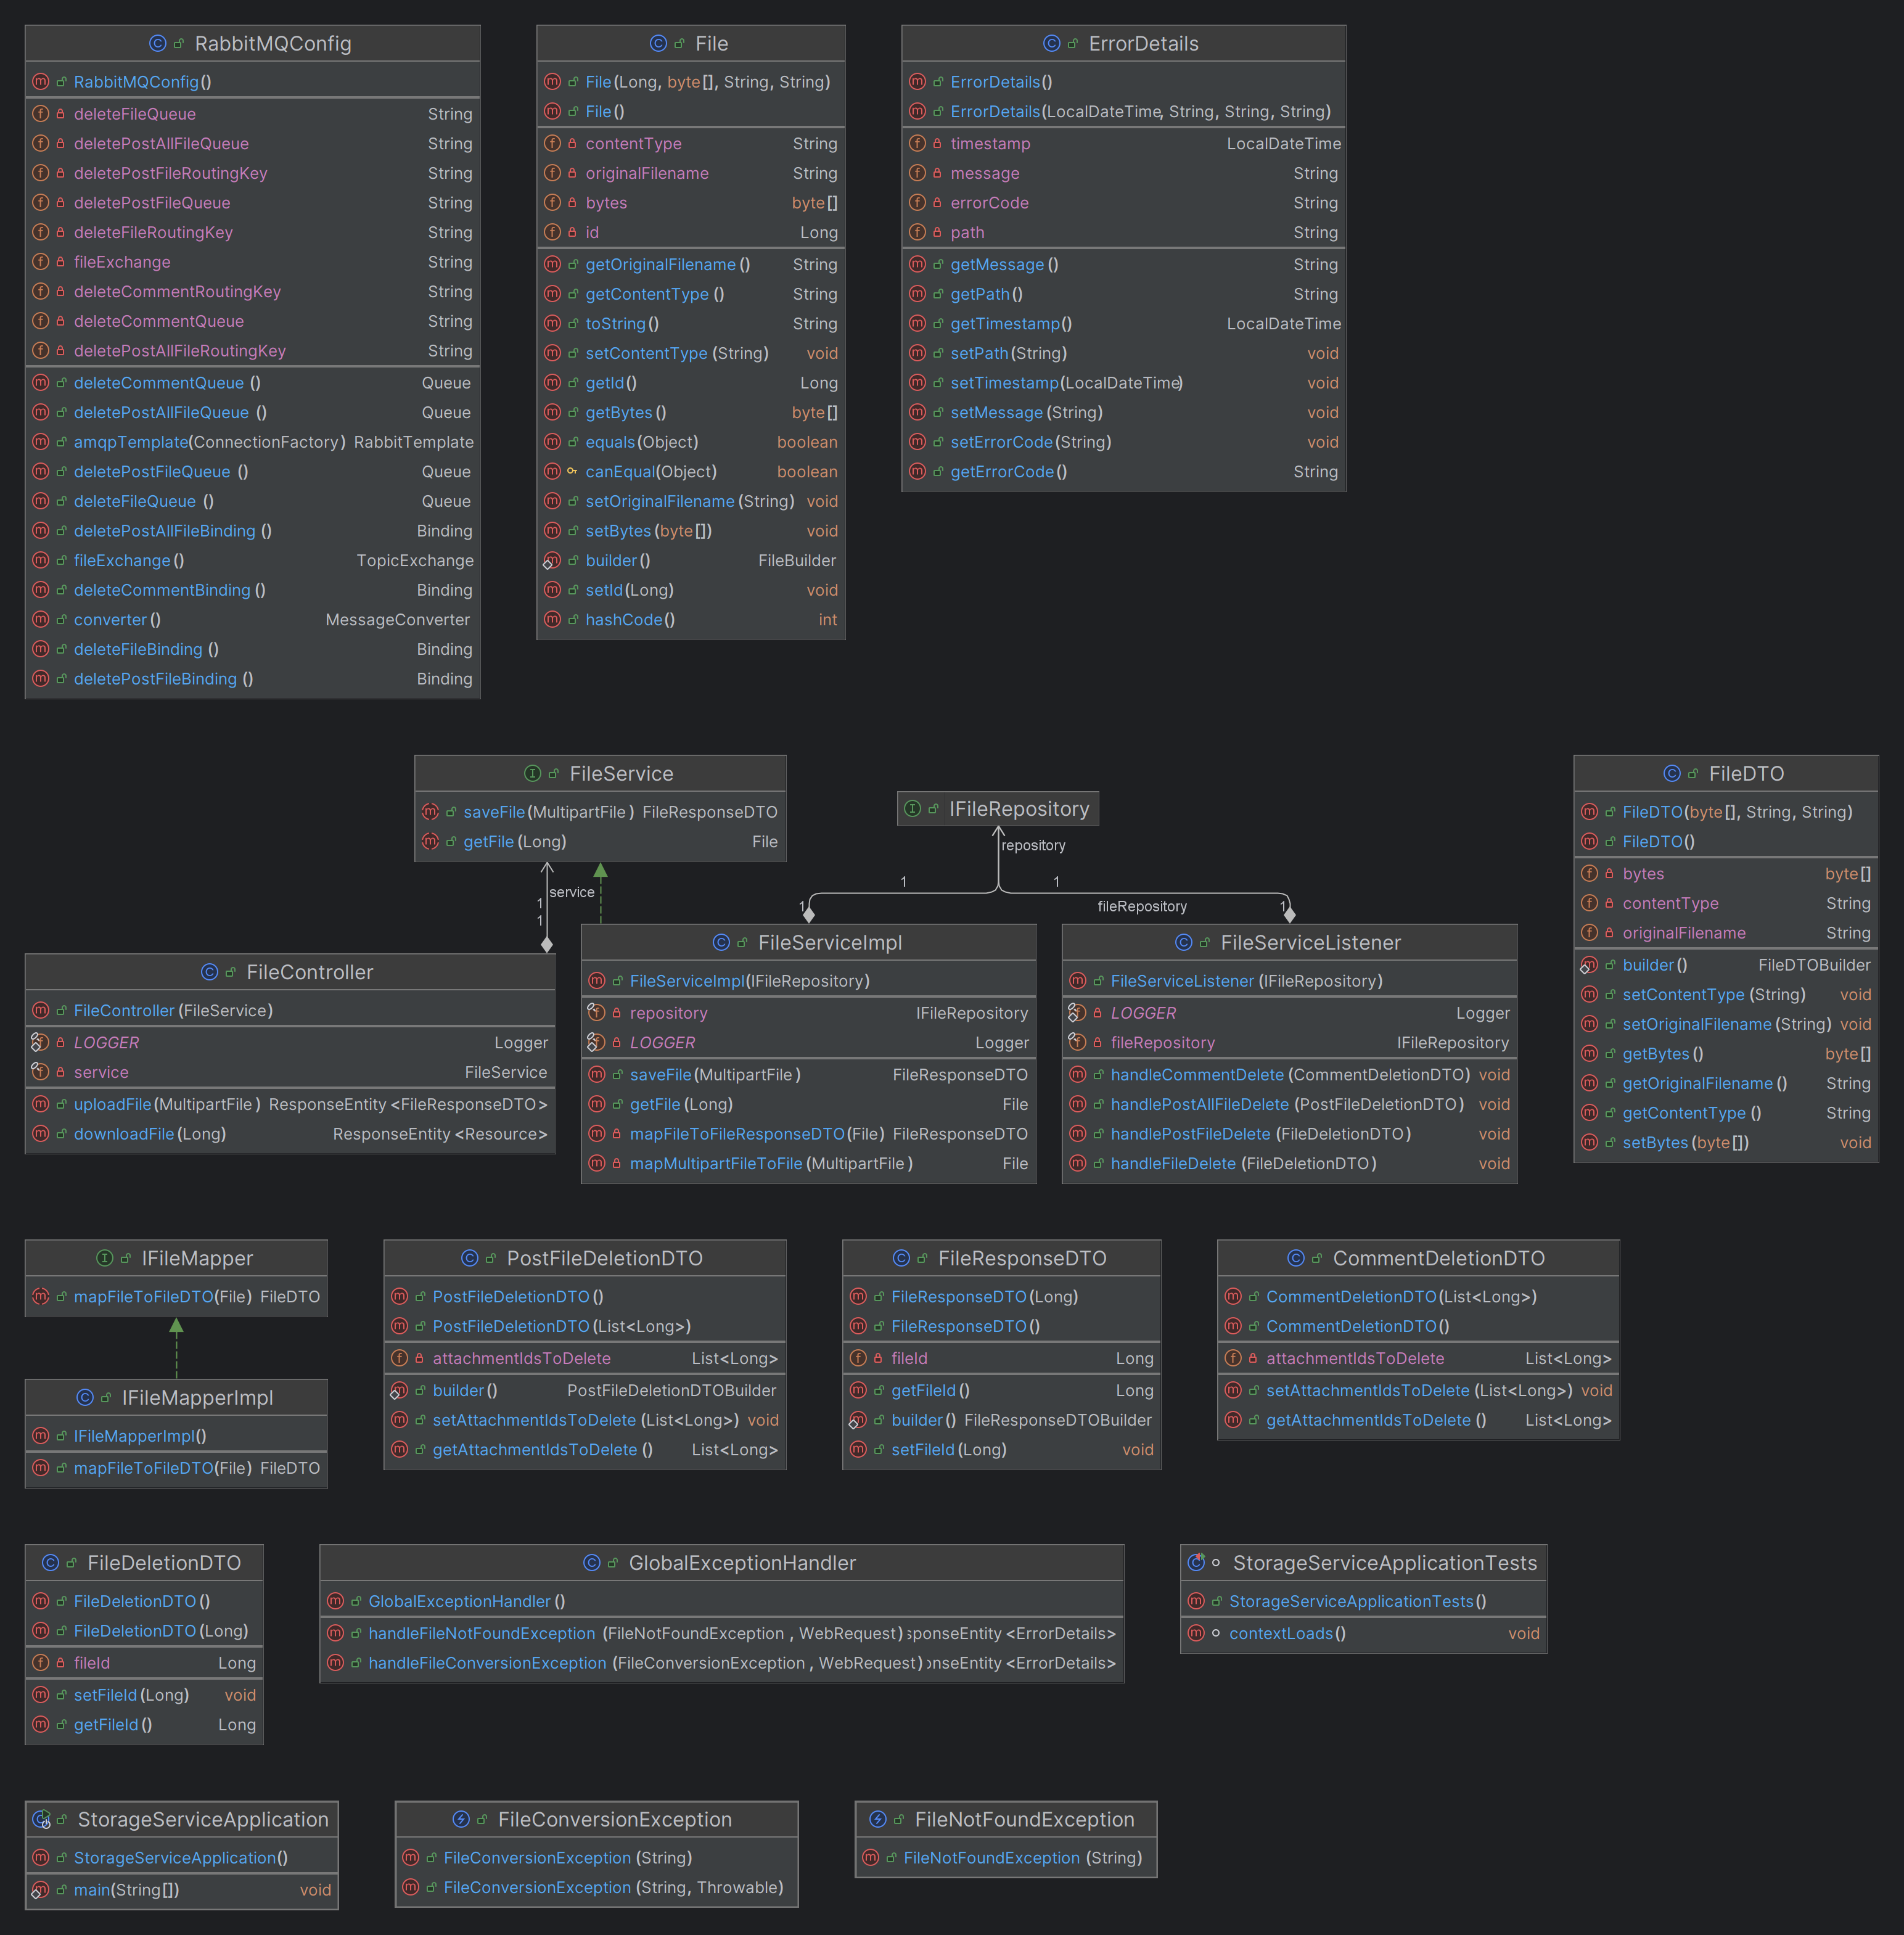 RabbitMQConfig
RabbitMQConfig()
deleteFileQueue String
deletePostAllFileQueue String
deletePostFileRoutingKey String
deletePostFileQueue String
deleteFileRoutingKey String
fileExchange String
deleteCommentRoutingKey String
deleteCommentQueue String
deletePostAllFileRoutingKey String
deleteCommentQueue () Queue
deletePostAllFileQueue () Queue
amqpTemplate(ConnectionFactory) RabbitTemplate
deletePostFileQueue () Queue
deleteFileQueue () Queue
deletePostAllFileBinding () Binding
fileExchange() TopicExchange
deleteCommentBinding () Binding
converter() MessageConverter
deleteFileBinding () Binding
deletePostFileBinding () Binding
File
File(Long, byte[], String, String)
File()
contentType String
originalFilename String
bytes byte[]
id Long
getOriginalFilename() String
getContentType () String
toString() String
setContentType (String) void
getId() Long
getBytes() byte[]
equals(Object) boolean
canEqual(Object) boolean
setOriginalFilename (String) void
setBytes(byte[]) void
builder() FileBuilder
setId(Long) void
hashCode() int
ErrorDetails
ErrorDetails()
ErrorDetails(LocalDateTime, String, String, String)
timestamp LocalDateTime
message String
errorCode String
path String
getMessage() String
getPath() String
getTimestamp() LocalDateTime
setPath(String) void
setTimestamp(LocalDateTime) void
setMessage(String) void
setErrorCode(String) void
getErrorCode() String
FileService
saveFile(MultipartFile) FileResponseDTO
getFile(Long) File
IFileRepository
repository
service
1
1
1
1
1
fileRepository
1
FileController
FileController(FileService)
LOGGER Logger
service FileService
uploadFile(MultipartFile) ResponseEntity<FileResponseDTO>
downloadFile(Long) ResponseEntity<Resource>
FileServiceImpl
FileServiceImpl(IFileRepository)
repository IFileRepository
LOGGER Logger
saveFile(MultipartFile) FileResponseDTO
getFile(Long) File
mapFileToFileResponseDTO(File) FileResponseDTO
mapMultipartFileToFile(MultipartFile) File
FileServiceListener
FileServiceListener (IFileRepository)
LOGGER Logger
fileRepository IFileRepository
handleCommentDelete (CommentDeletionDTO) void
handlePostAllFileDelete (PostFileDeletionDTO) void
handlePostFileDelete (FileDeletionDTO) void
handleFileDelete (FileDeletionDTO) void
FileDTO
FileDTO(byte[], String, String)
FileDTO()
bytes byte[]
contentType String
originalFilename String
builder() FileDTOBuilder
setContentType (String) void
setOriginalFilename (String) void
getBytes() byte[]
getOriginalFilename() String
getContentType () String
setBytes(byte[]) void
IFileMapper
mapFileToFileDTO(File) FileDTO
IFileMapperImpl
IFileMapperImpl()
mapFileToFileDTO(File) FileDTO
PostFileDeletionDTO
PostFileDeletionDTO()
PostFileDeletionDTO(List<Long>)
attachmentIdsToDelete List<Long>
builder() PostFileDeletionDTOBuilder
setAttachmentIdsToDelete (List<Long>) void
getAttachmentIdsToDelete () List<Long>
FileResponseDTO
FileResponseDTO(Long)
FileResponseDTO()
fileId Long
getFileId() Long
builder() FileResponseDTOBuilder
setFileId(Long) void
CommentDeletionDTO
CommentDeletionDTO(List<Long>)
CommentDeletionDTO()
attachmentIdsToDelete List<Long>
setAttachmentIdsToDelete (List<Long>) void
getAttachmentIdsToDelete () List<Long>
FileDeletionDTO
FileDeletionDTO()
FileDeletionDTO(Long)
fileId Long
setFileId(Long) void
getFileId() Long
GlobalExceptionHandler
GlobalExceptionHandler()
handleFileNotFoundException (FileNotFoundException , WebRequest) sponseEntity <ErrorDetails>
handleFileConversionException (FileConversionException , WebRequest) onseEntity <ErrorDetails>
StorageServiceApplicationTests
StorageServiceApplicationTests()
contextLoads() void
StorageServiceApplication
StorageServiceApplication()
main(String[]) void
FileConversionException
FileConversionException (String)
FileConversionException (String, Throwable)
FileNotFoundException
FileNotFoundException (String)